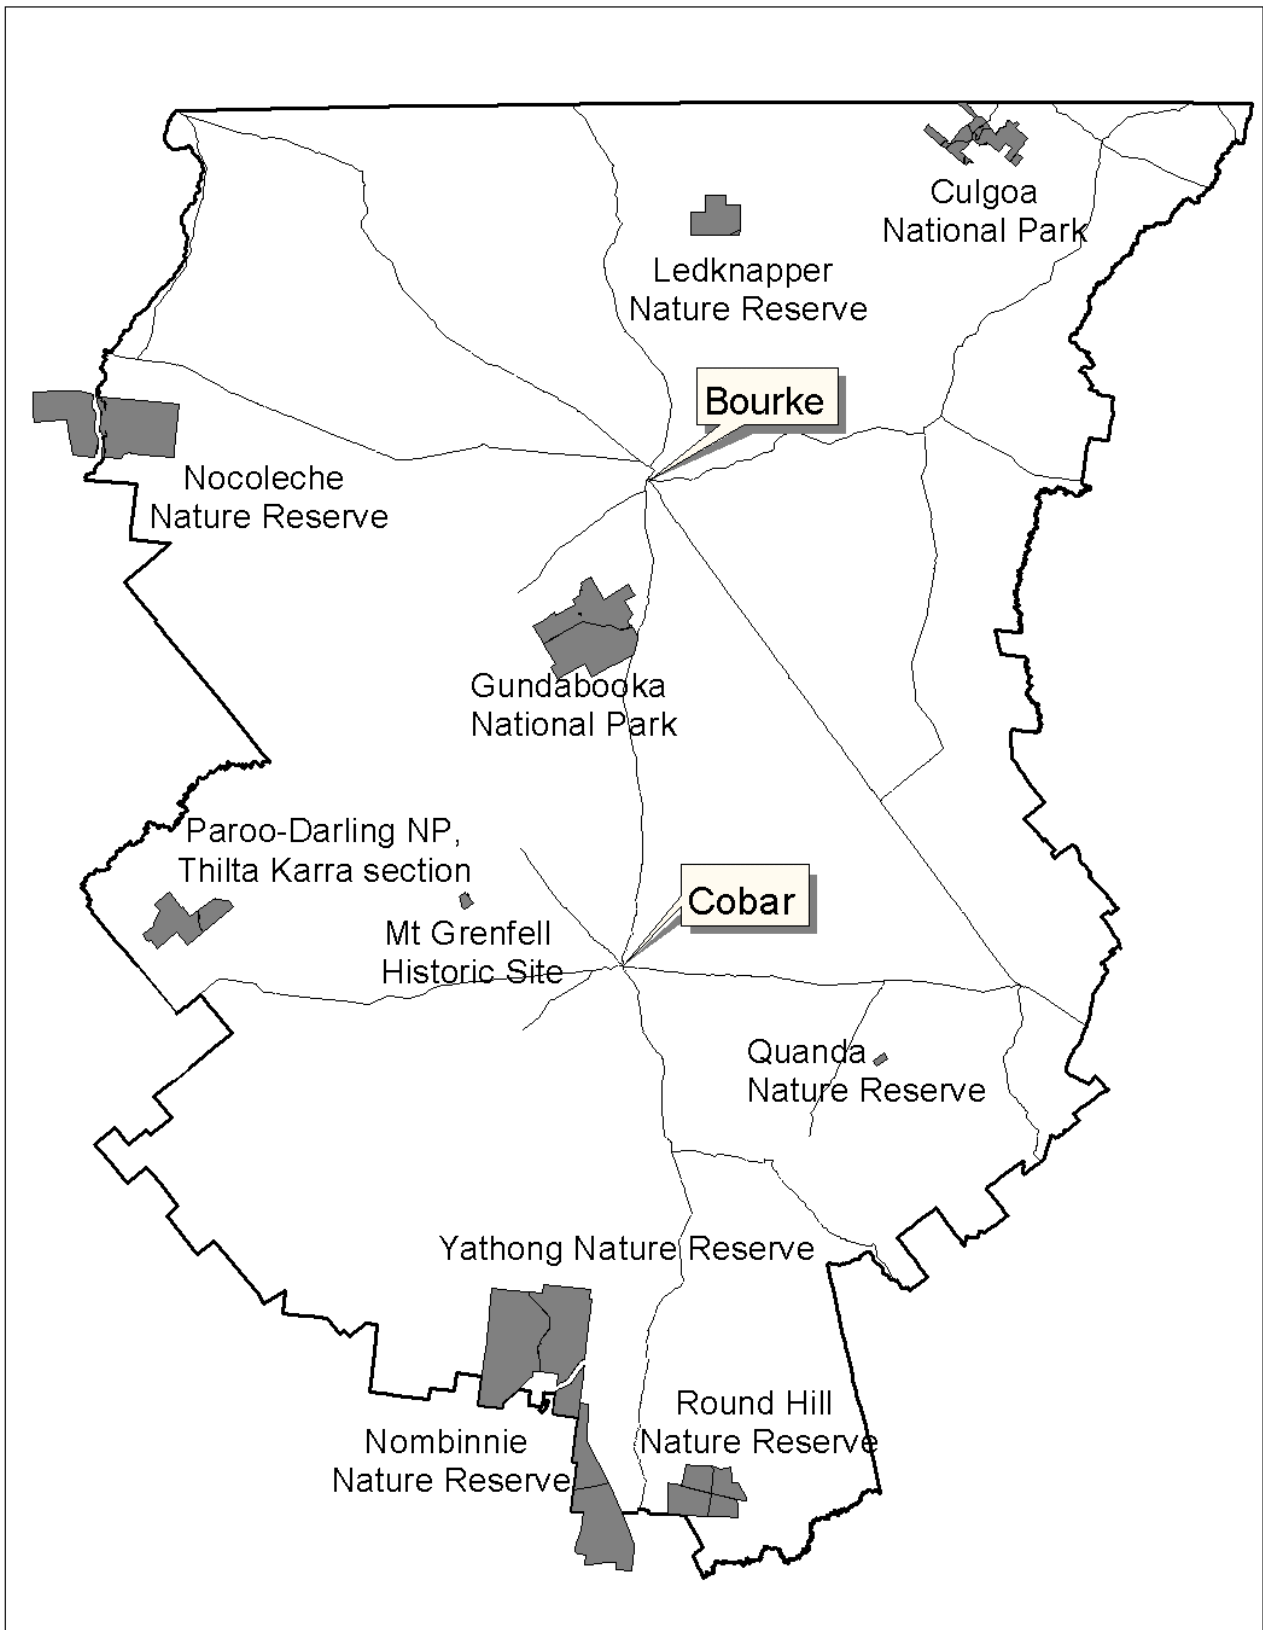 Culgoa
National Park
Ledknapper
Nature Reserve
Bourke
Nocoleche
Nature Reserve
Gundabooka
National Park
Paroo-Darling NP,
Thilta Karra section
Cobar
Mt Grenfell
Historic Site
Quanda
Nature Reserve
Yathong Nature Reserve
Round Hill
Nature Reserve
Nombinnie
Nature Reserve